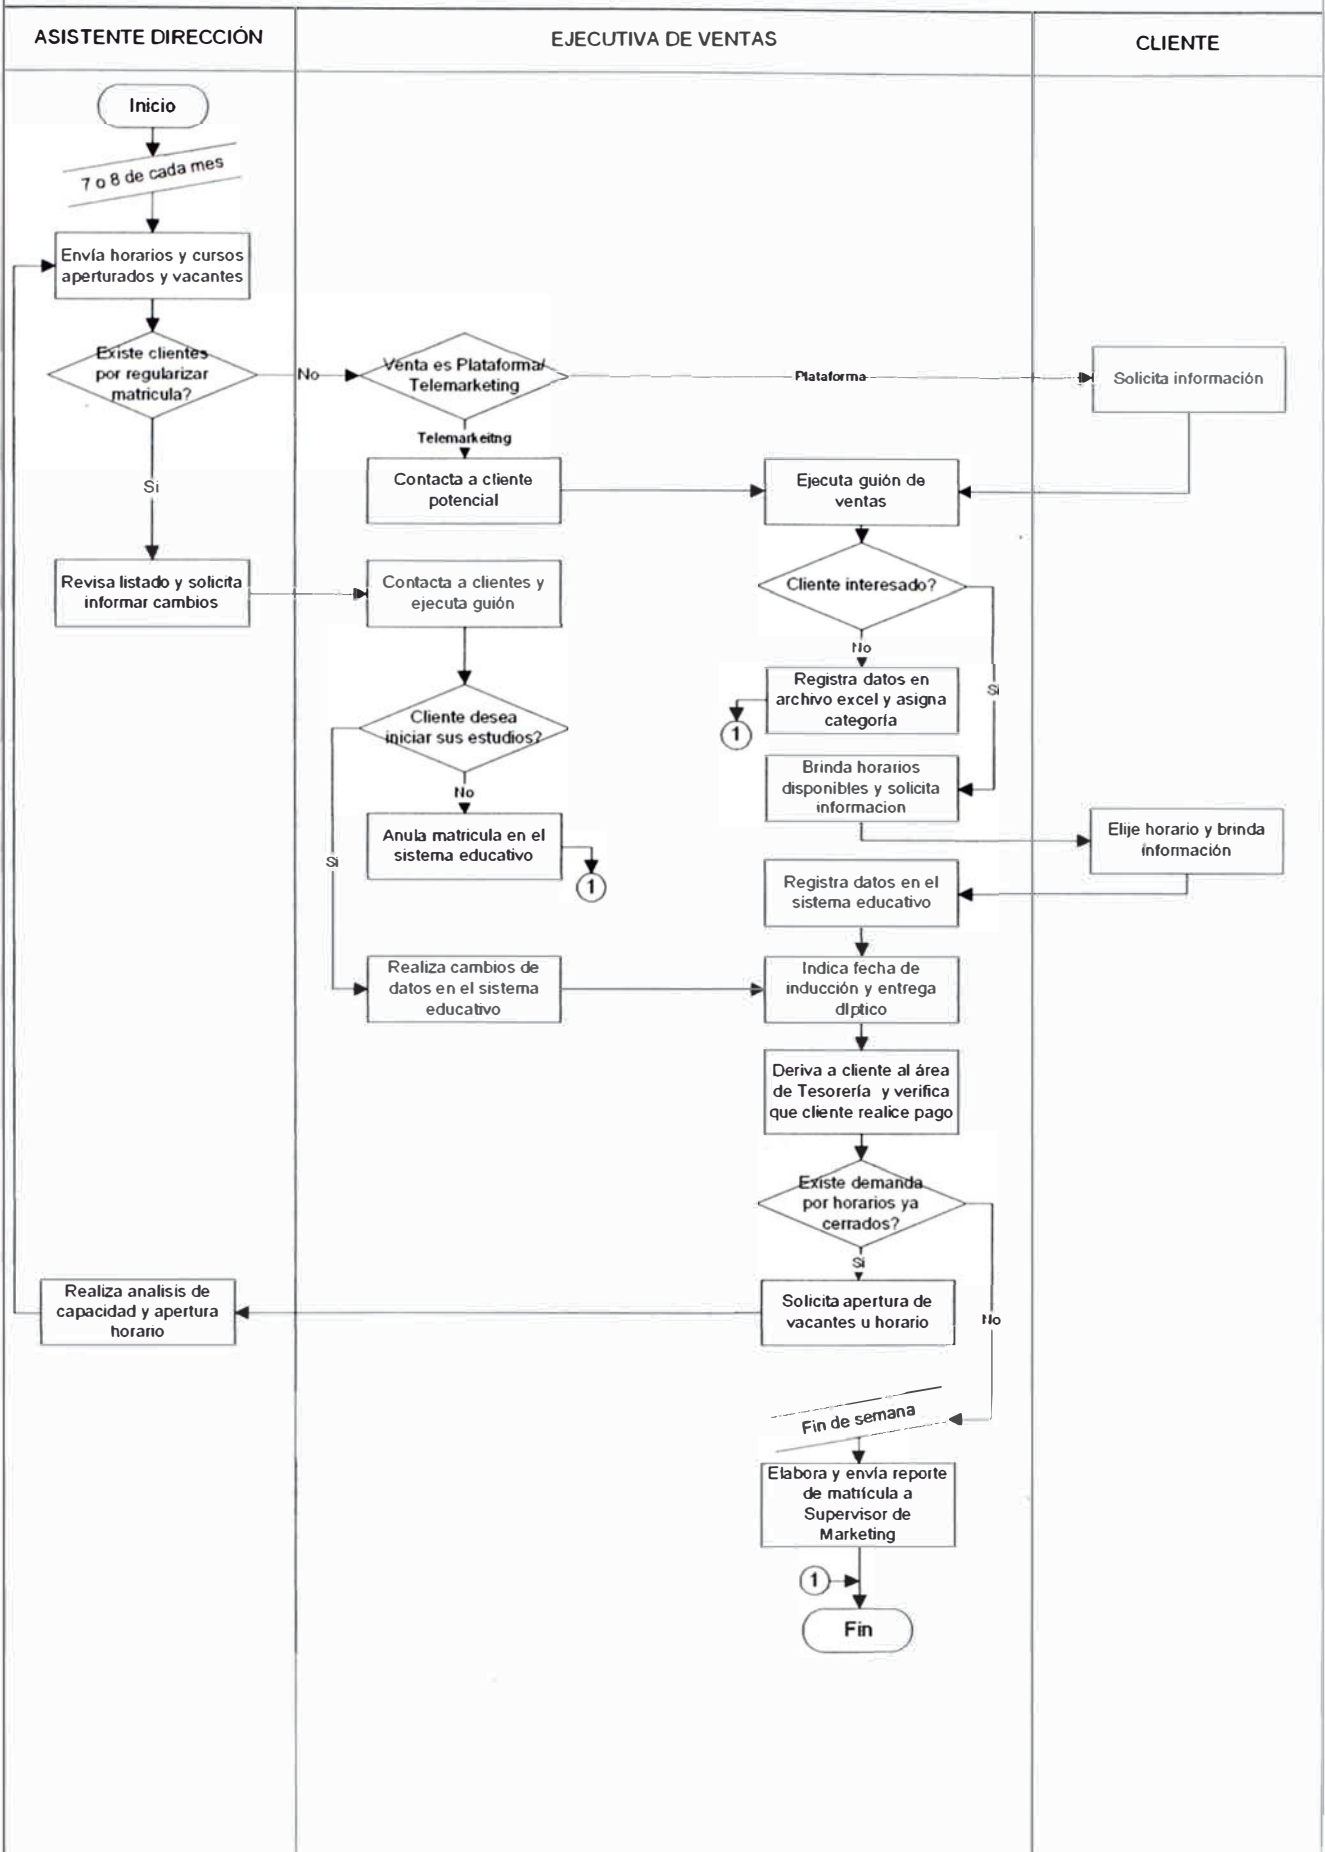 ASISTENTE DIRECCIÓN
EJECUTIVA DE VENTAS
CLIENTE
Inicio
7 o 8 de cada mes
Envía horarios y cursos
aperturados y vacantes
Existe clientes
por regularizar
matricula?
No
Venta es Plataforma/
Telemarketing
Plataforma
Solicita información
Telemarkeitng
Contacta a cliente
potencial
Ejecuta guión de
ventas
Si
Revisa listado y solicita
informar cambios
Contacta a clientes y
ejecuta guión
Cliente interesado?
No
Si
Registra datos en
archivo excel y asigna
categoría
1
Cliente desea
iniciar sus estudios?
No
Brinda horarios
disponibles y solicita
informacion
Anula matricula en el
sistema educativo
1
Si
Elije horario y brinda
información
Registra datos en el
sistema educativo
Realiza cambios de
datos en el sistema
educativo
Indica fecha de
inducción y entrega
díptico
Deriva a cliente al área
de Tesorería y verifica
que cliente realice pago
Existe demanda
por horarios ya
cerrados?
Si
No
Realiza analisis de
capacidad y apertura
horario
Solicita apertura de
vacantes u horario
Fin de semana
Elabora y envía reporte
de matrícula a
Supervisor de
Marketing
1
Fin